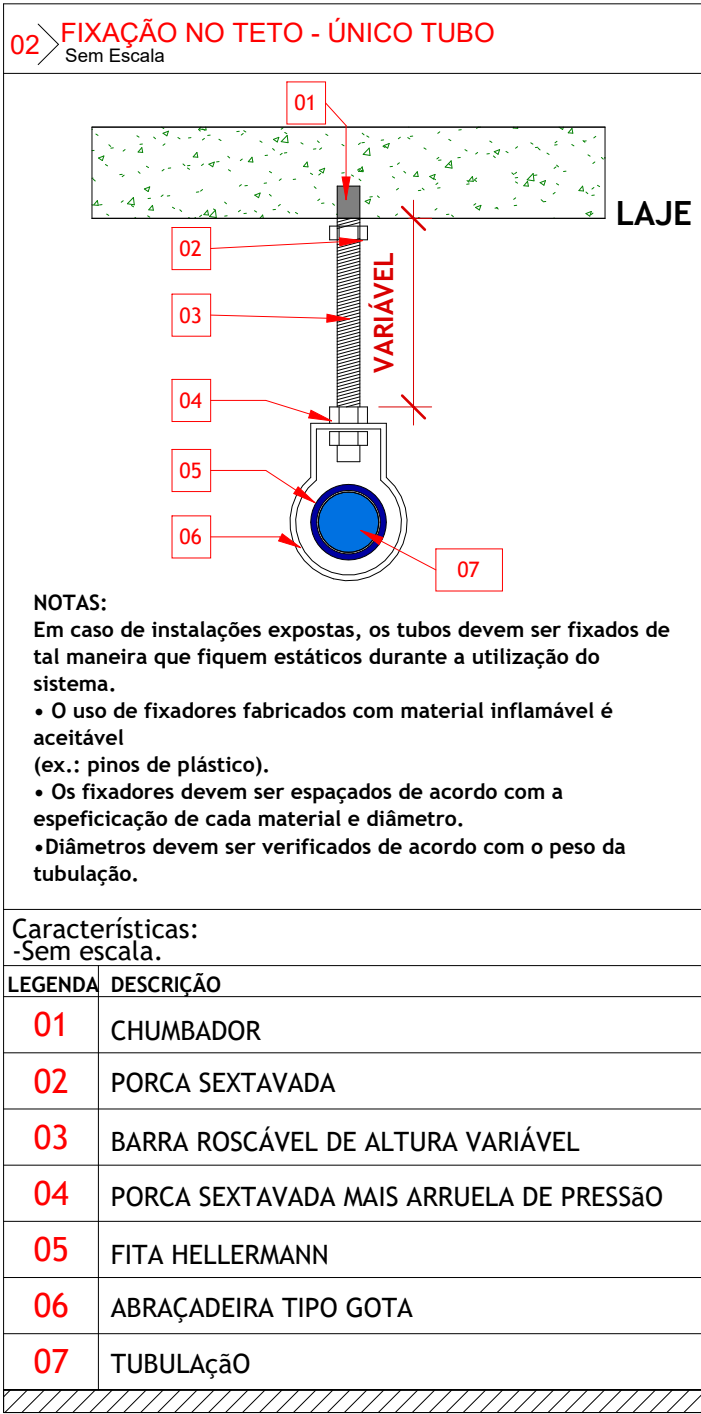 02 FIXAÇÃO NO TETO - ÚNICO TUBO
Sem Escala
01
LAJE
02
VARIÁVEL
03
04
05
06
07
NOTAS:
Em caso de instalações expostas, os tubos devem ser fixados de
tal maneira que fiquem estáticos durante a utilização do
sistema.
• O uso de fixadores fabricados com material inflamável é
aceitável
(ex.: pinos de plástico).
• Os fixadores devem ser espaçados de acordo com a
espeficicação de cada material e diâmetro.
•Diâmetros devem ser verificados de acordo com o peso da
tubulação.
Características:
-Sem escala.
LEGENDA DESCRIÇÃO
01 CHUMBADOR
02 PORCA SEXTAVADA
03 BARRA ROSCÁVEL DE ALTURA VARIÁVEL
04 PORCA SEXTAVADA MAIS ARRUELA DE PRESSãO
05 FITA HELLERMANN
06 ABRAÇADEIRA TIPO GOTA
07 TUBULAçãO